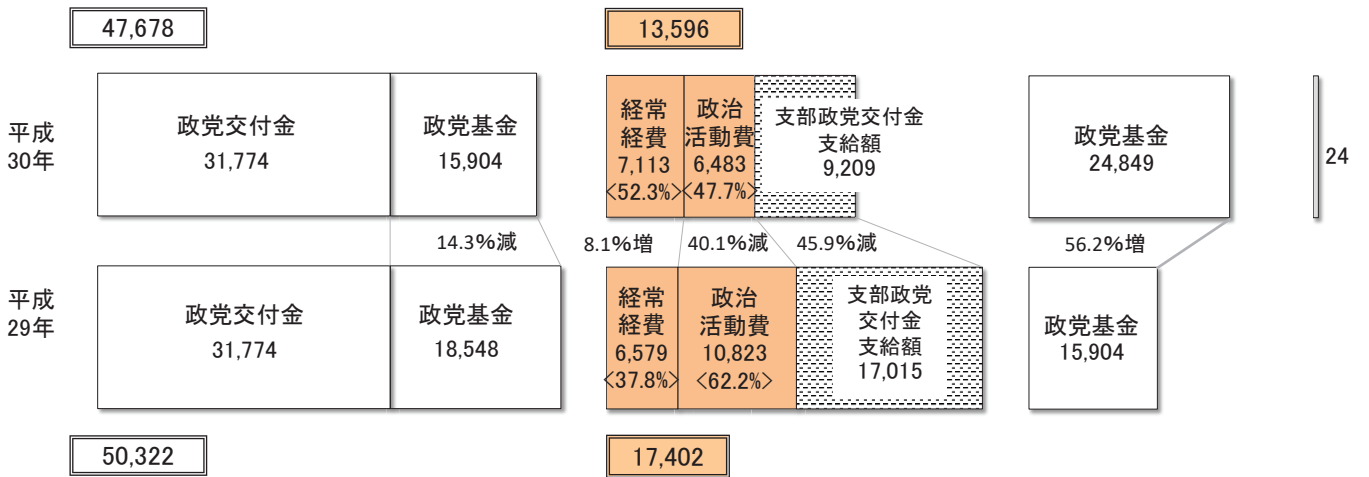 47,678
13,596
平成
30年
政党交付金
31,774
政党基金
15,904
経常
経費
7,113
<52.3%>
政治
活動費
6,483
<47.7%>
支部政党交付金
支給額
9,209
政党基金
24,849
24
14.3%減
8.1%増
40.1%減
45.9%減
56.2%増
平成
29年
政党交付金
31,774
政党基金
18,548
経常
経費
6,579
<37.8%>
政治
活動費
10,823
<62.2%>
支部政党
交付金
支給額
17,015
政党基金
15,904
50,322
17,402